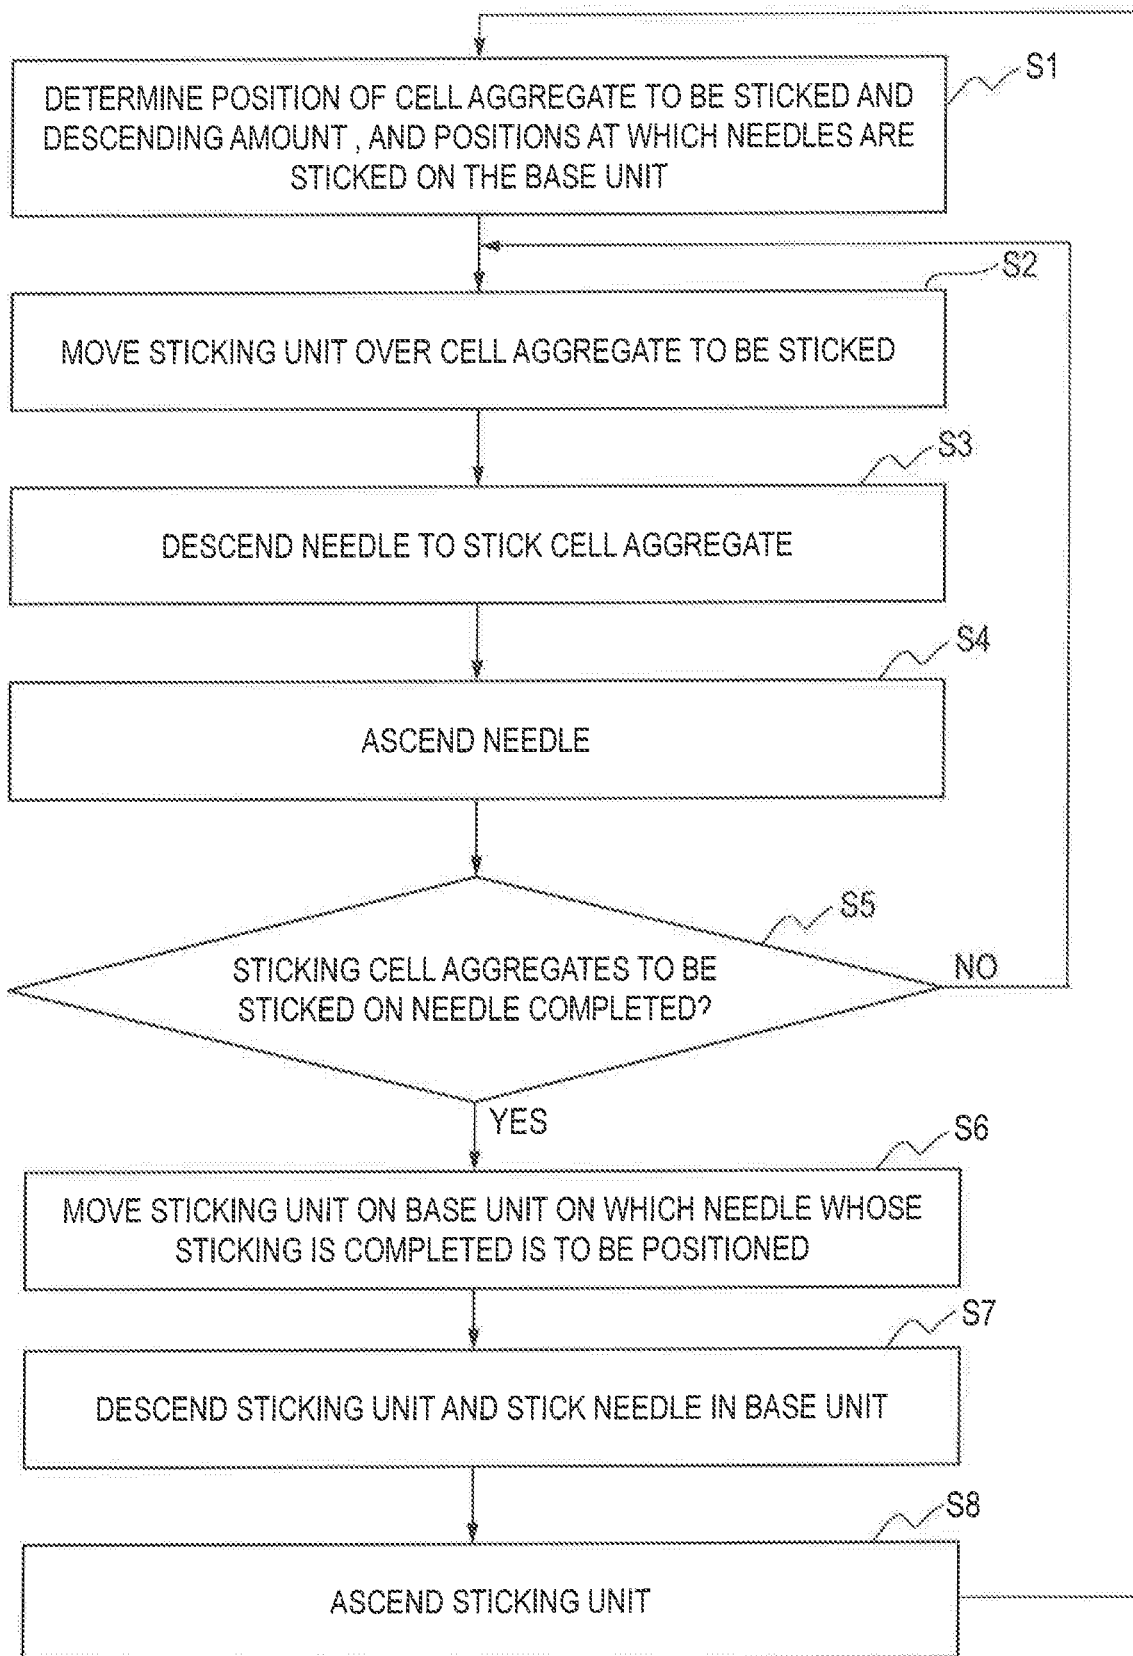 S1
DETERMINE POSITION OF CELL AGGREGATE TO BE STICKED AND
DESCENDING AMOUNT , AND POSITIONS AT WHICH NEEDLES ARE
STICKED ON THE BASE UNIT
S2
MOVE STICKING UNIT OVER CELL AGGREGATE TO BE STICKED
S3
DESCEND NEEDLE TO STICK CELL AGGREGATE
S4
ASCEND NEEDLE
S5
STICKING CELL AGGREGATES TO BE
STICKED ON NEEDLE COMPLETED?
NO
YES
S6
MOVE STICKING UNIT ON BASE UNIT ON WHICH NEEDLE WHOSE
STICKING IS COMPLETED IS TO BE POSITIONED
S7
DESCEND STICKING UNIT AND STICK NEEDLE IN BASE UNIT
S8
ASCEND STICKING UNIT